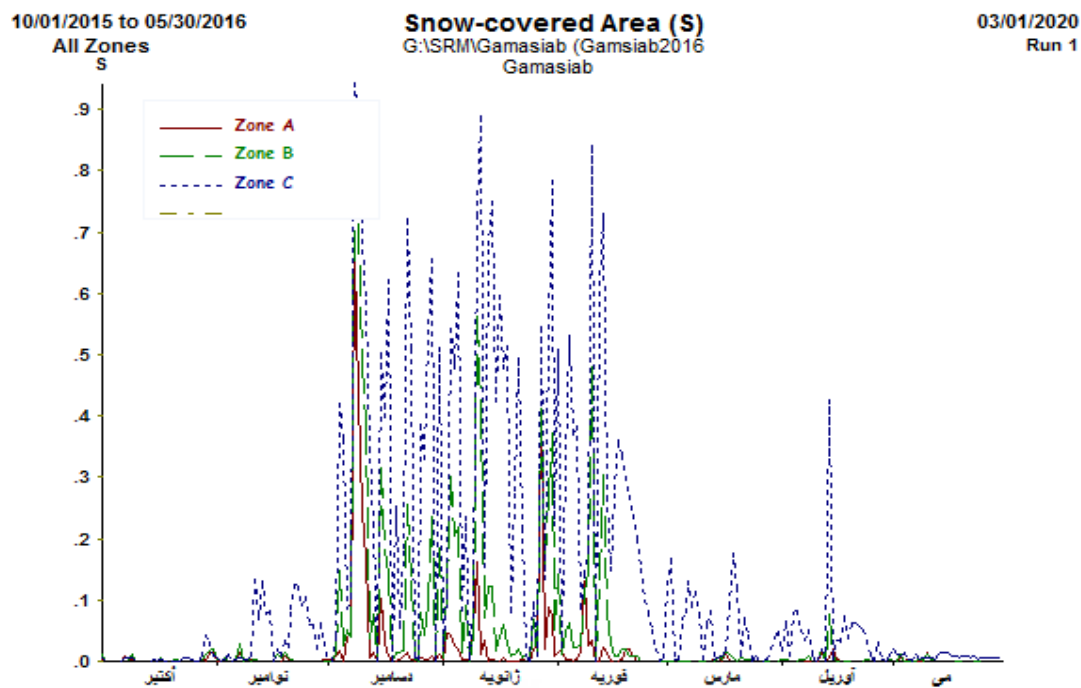 10/01/2015 to 05/30/2016
Snow-covered Area (S)
03/01/2020
All Zones
G:\SRM\Gamasiab (Gamsiab2016
Run 1
S
Gamasiab
.9
Zone A
Zone B
.8
Zone C
.7
.6
.5
.4
.3
.2
.1
.0
أكتبر
نوامبر
دسامبر
ژانویه
فوریه
مارس
آوریل
می